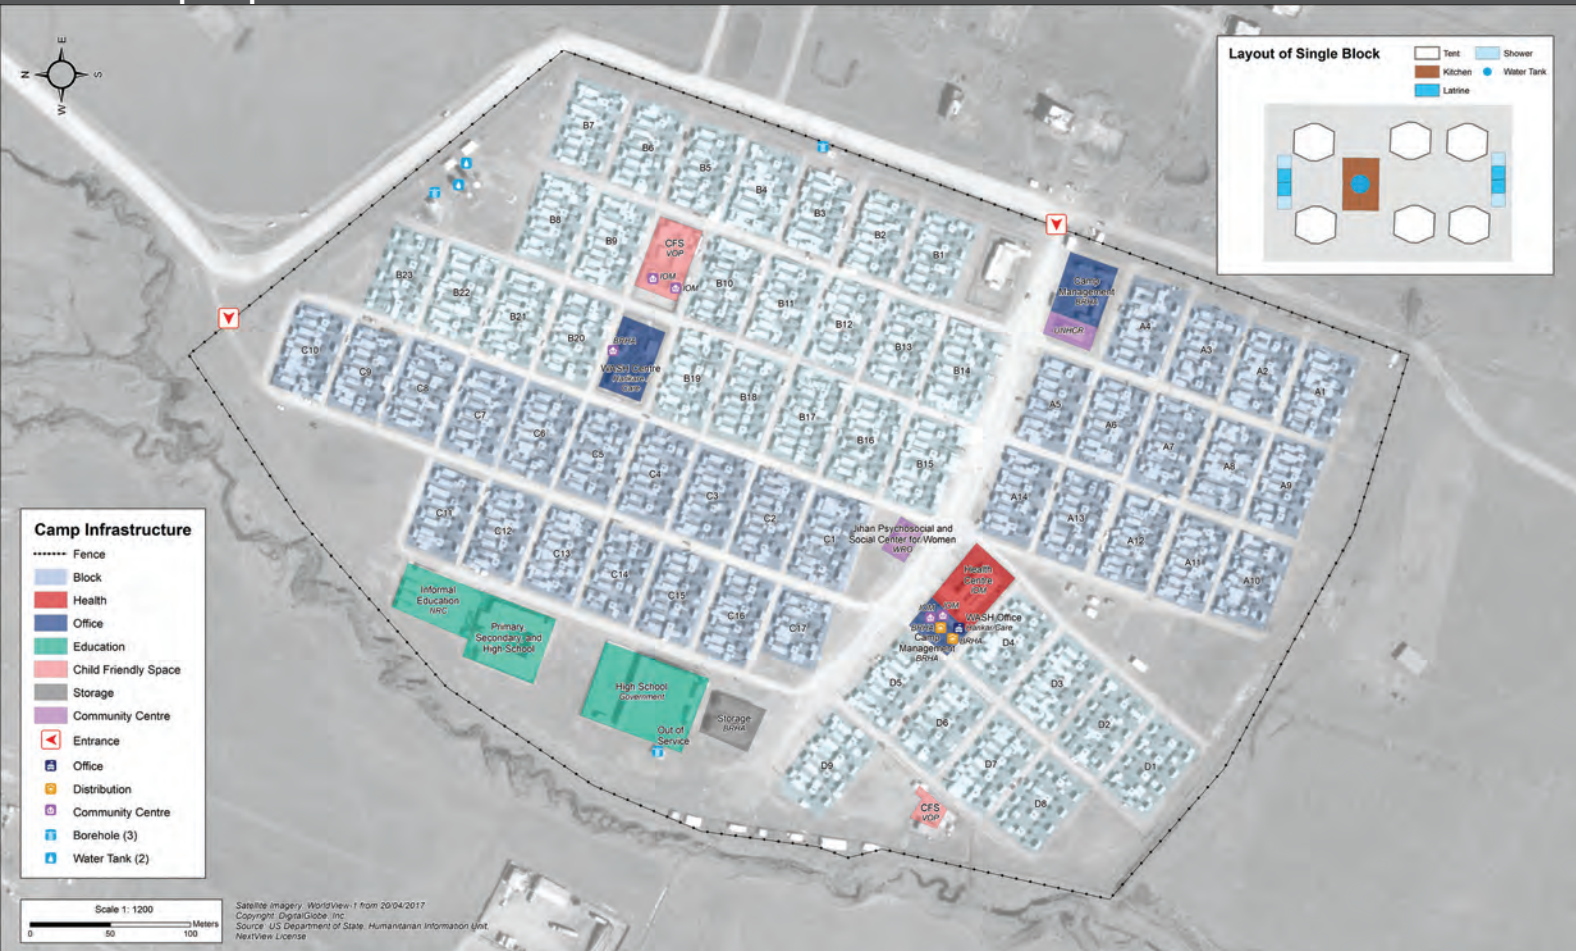 E
N
S
W
Layout of Single Block
Tent
Shower
Kitchen
Water Tank
Latrine
B7
B6
B5
B4
B3
B2
B1
B8
B9
CFS
VOP
IOM
IOM
B10
B11
B12
B13
B14
Camp
Management
BRHA
UNHCR
A4
A3
A2
A1
B23
B22
B21
B20
BRHA
WASH Centre
Care
B19
B18
B17
B16
B15
A5
A6
A7
A8
A9
C10
C9
C8
C7
C6
C5
C4
C3
C2
C1
A14
A13
A12
A11
A10
C11
C12
C13
C14
C15
C16
C17
Jihan Psychosocial and
Social Center for Women
WRO
Health
Centre
IOM
IOM
IOM
WASH Office
Harikar/Care
BRHA
BRHA
Camp
Management
BRHA
Informal
Education
NRC
Primary
Secondary and
High School
High School
Government
Out of
Service
Storage
BRHA
D4
D5
D3
D6
D2
D7
D1
D9
D8
CFS
VOP
Camp Infrastructure
Fence
Block
Health
Office
Education
Child Friendly Space
Storage
Community Centre
Entrance
Office
Distribution
Community Centre
Borehole (3)
Water Tank (2)
Scale 1: 1200
Meters
0 50 100
Satellite Imagery: WorldView-1 from 20/04/2017
Copyright: DigitalGlobe, Inc.
Source: US Department of State, Humanitarian Information Unit,
NextView License